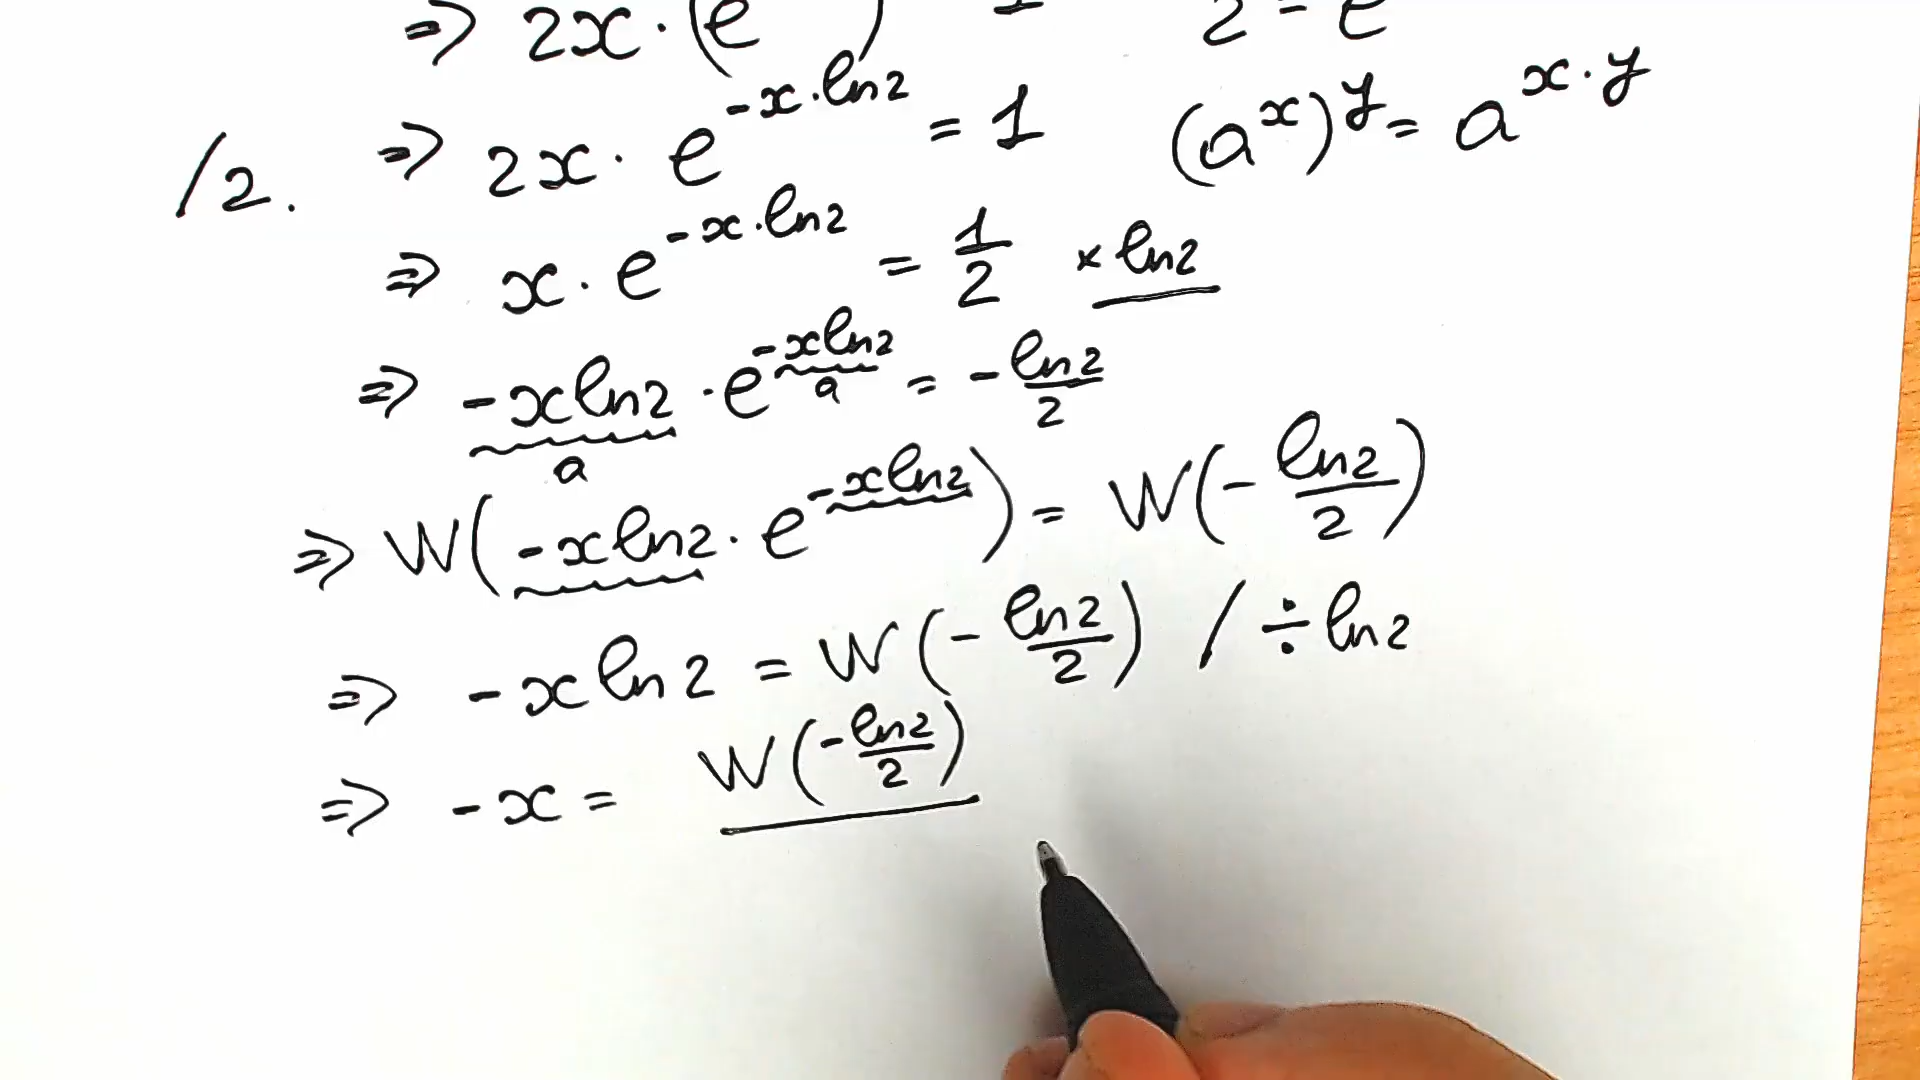 ⇒ 2x · (e ) 2 = e
/2. ⇒ 2x · e^(-x·ln2) = 1 (a^x)^y = a^(x·y)
⇒ x · e^(-x·ln2) = 1/2 × ln2
⇒ -xln2 · e^(-xln2) = - ln2/2
a a
⇒ W(-xln2 · e^(-xln2)) = W(- ln2/2)
⇒ -xln2 = W(- ln2/2) / ÷ ln2
⇒ -x = W(-ln2/2)